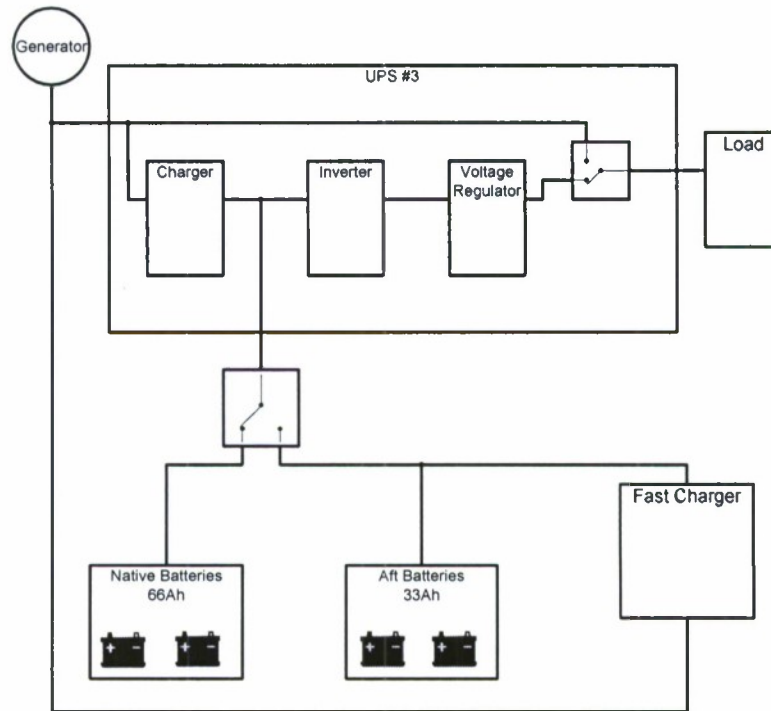 Generator
UPS #3
Load
Charger
Inverter
Voltage
Regulator
Fast Charger
Native Batteries
66Ah
Aft Batteries
33Ah
+ −
+ −
+ −
+ −